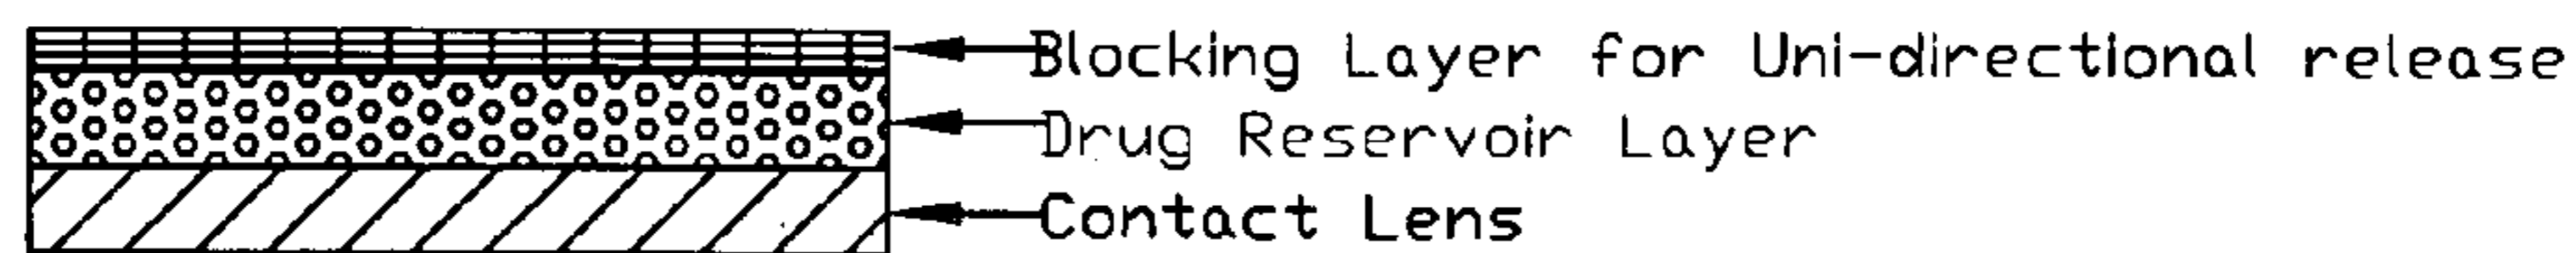 Blocking Layer for Uni-directional release
Drug Reservoir Layer
Contact Lens